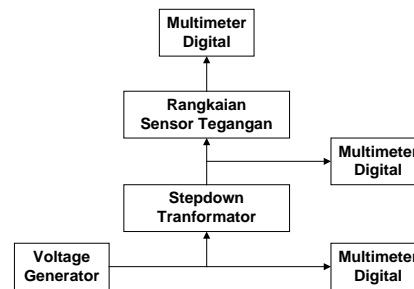 Multimeter
Digital
Rangkaian
Sensor Tegangan
Multimeter
Digital
Stepdown
Tranformator
Voltage
Generator
Multimeter
Digital